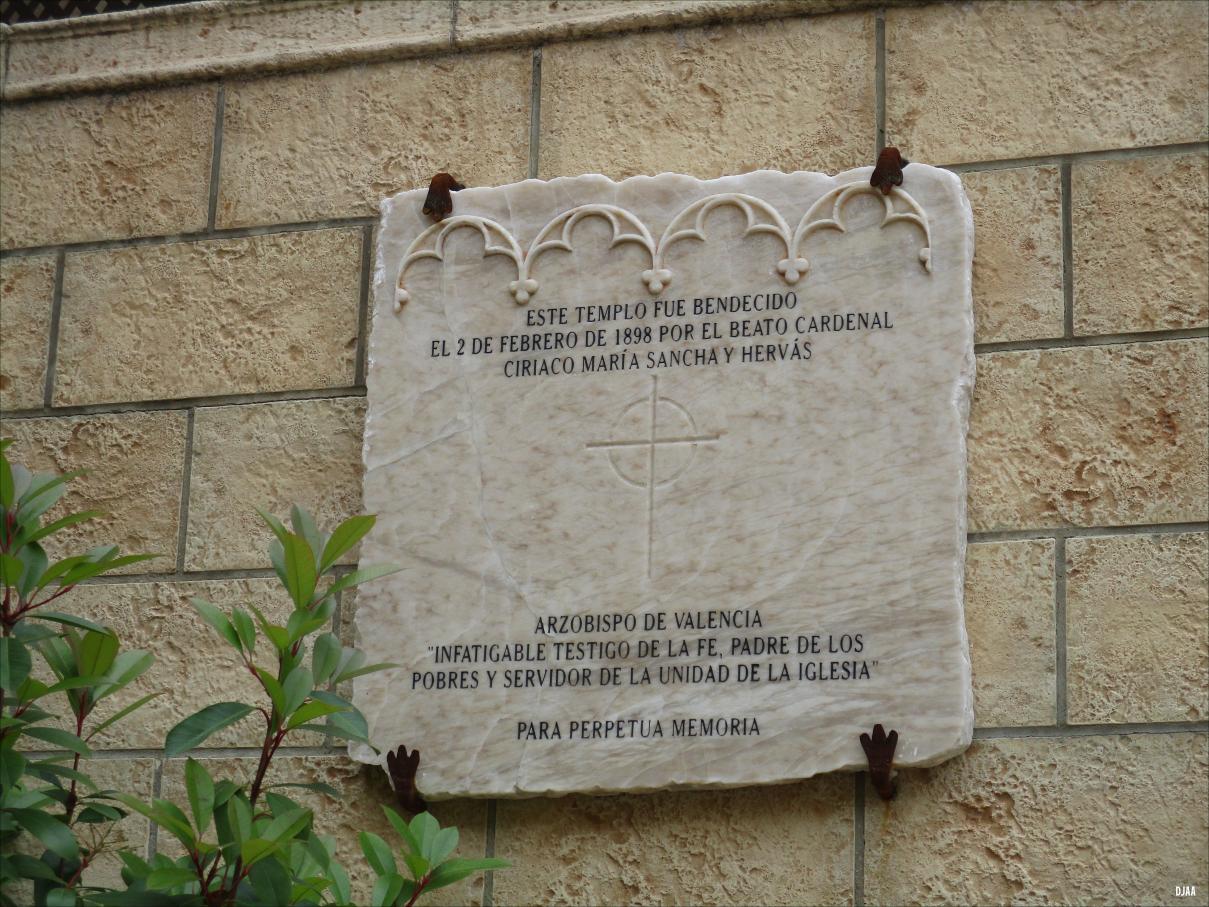 ESTE TEMPLO FUE BENDECIDO
EL 2 DE FEBRERO DE 1898 POR EL BEATO CARDENAL
CIRIACO MARÍA SANCHA Y HERVÁS
ARZOBISPO DE VALENCIA
"INFATIGABLE TESTIGO DE LA FE, PADRE DE LOS
POBRES Y SERVIDOR DE LA UNIDAD DE LA IGLESIA"
PARA PERPETUA MEMORIA
DJAA